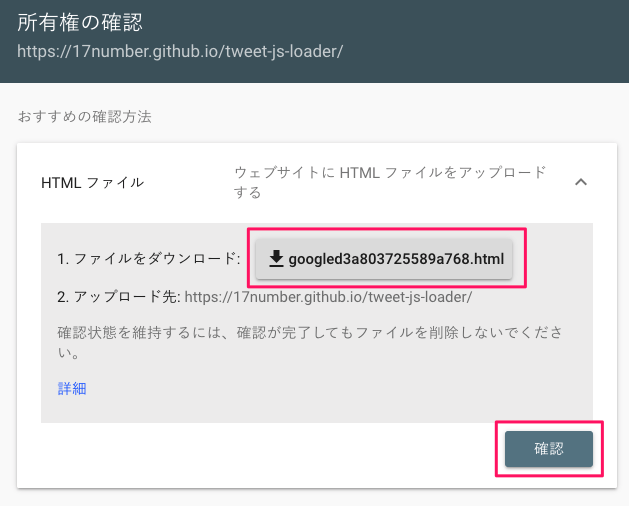 所有権の確認
https://17number.github.io/tweet-js-loader/
おすすめの確認方法
HTML ファイル
ウェブサイトに HTML ファイルをアップロード
する
1. ファイルをダウンロード: googled3a803725589a768.html
2. アップロード先: https://17number.github.io/tweet-js-loader/
確認状態を維持するには、確認が完了してもファイルを削除しないでくださ
い。
詳細
確認